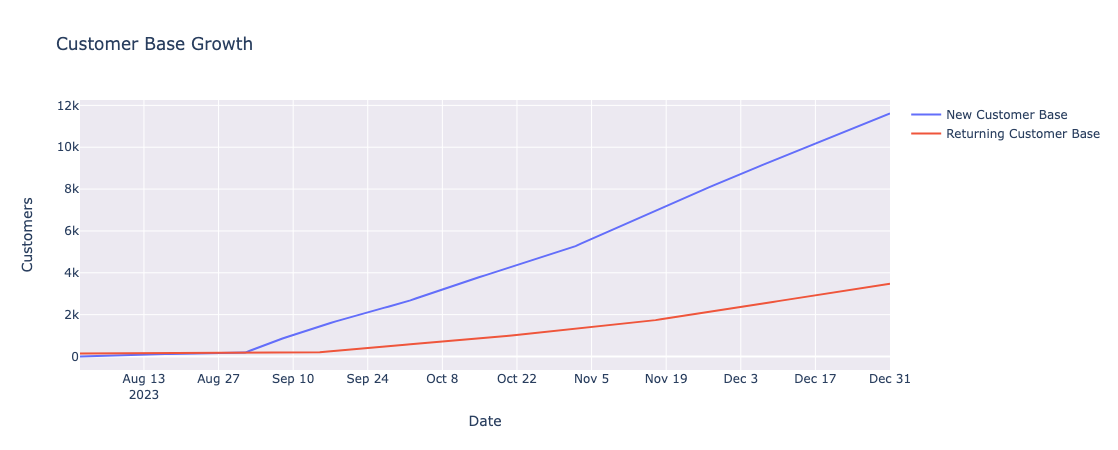 Customer Base Growth
12k
10k
8k
6k
4k
2k
0
Customers
Aug 13
2023
Aug 27
Sep 10
Sep 24
Oct 8
Oct 22
Nov 5
Nov 19
Dec 3
Dec 17
Dec 31
Date
New Customer Base
Returning Customer Base